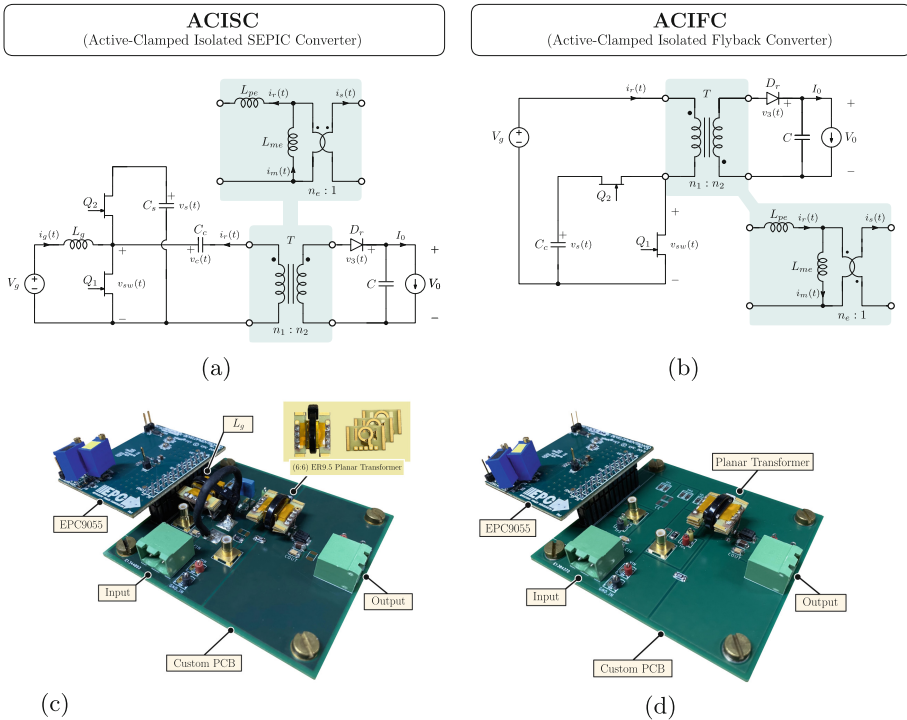 ACISC
(Active-Clamped Isolated SEPIC Converter)
ACIFC
(Active-Clamped Isolated Flyback Converter)
L_pe i_r(t) i_s(t)
L_me
i_m(t)
n_e : 1
Q_2
C_s + v_s(t)
i_g(t) L_g
C_c i_r(t)
+ v_c(t) −
T
D_r
v_3(t) +
I_0
+
V_g
Q_1
+
v_sw(t)
−
C
V_0
−
n_1 : n_2
(a)
i_r(t)
T
D_r
v_3(t) +
I_0
+
V_g
C
V_0
−
Q_2
n_1 : n_2
+
C_c v_s(t)
−
Q_1
+
v_sw(t)
−
L_pe i_r(t) i_s(t)
L_me
i_m(t)
n_e : 1
(b)
L_g
(6:6) ER9.5 Planar Transformer
EPC
EPC9055
Input
Output
Custom PCB
(c)
Planar Transformer
EPC
EPC9055
Input
Output
Custom PCB
(d)